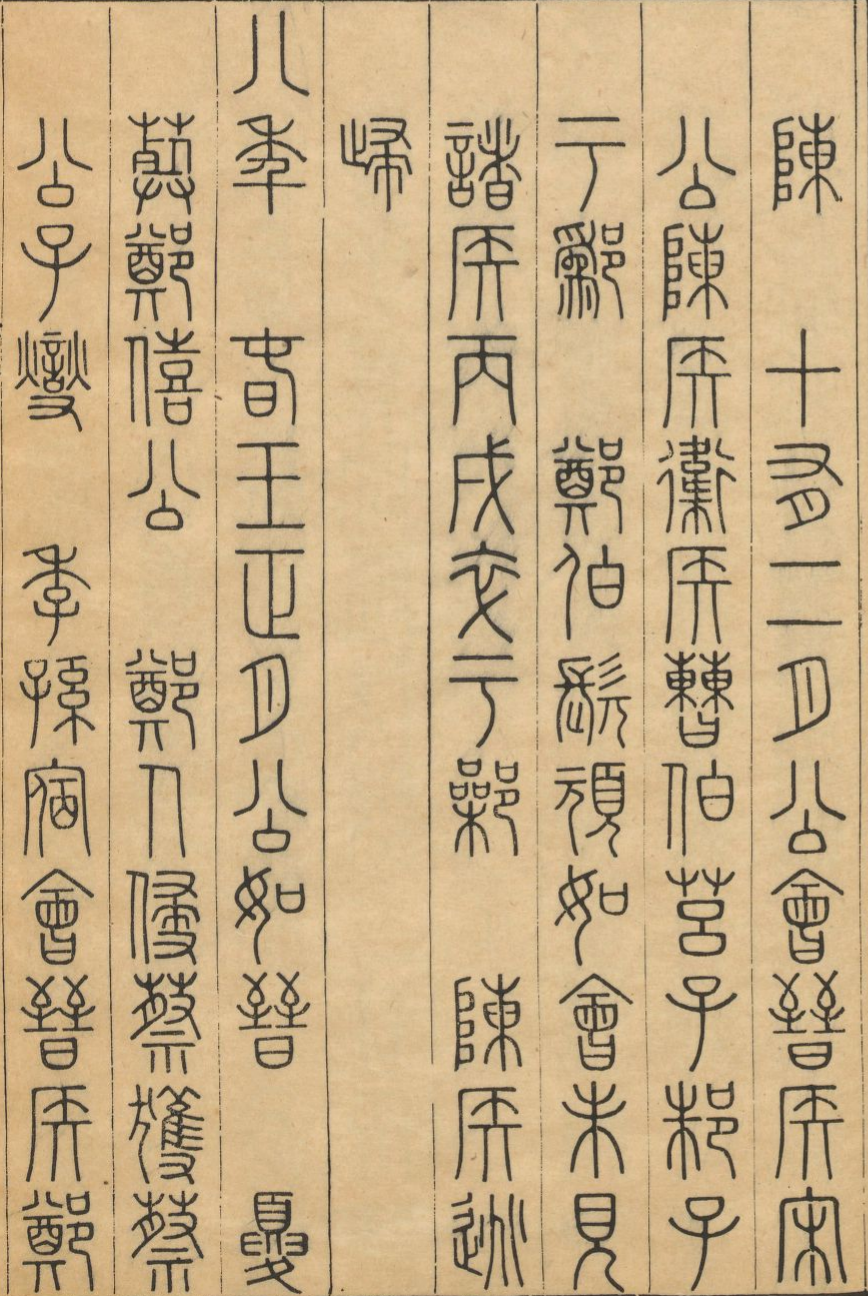 陳 十有二月公會晉侯宋
公陳侯衛侯曹伯莒子邾子
于鄬 鄭伯髡頑如會未見
諸侯丙戌卒于鄵 陳侯逃
歸
八年 春王正月公如晉 夏
葬鄭僖公 鄭人侵蔡獲蔡
公子燮 季孫宿會晉侯鄭